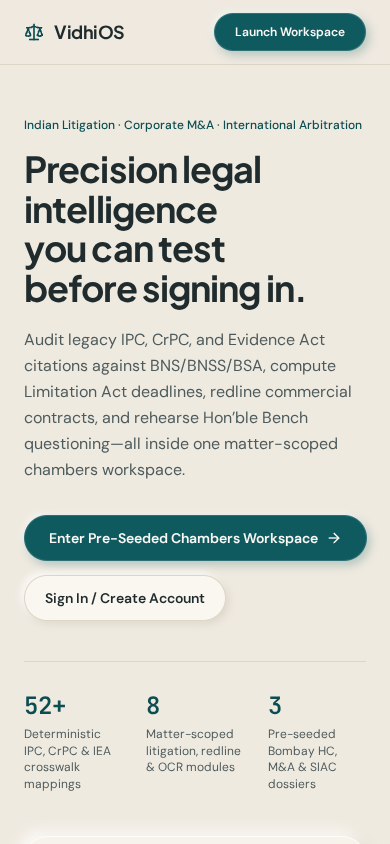 VidhiOS
Launch Workspace
Indian Litigation · Corporate M&A · International Arbitration
Precision legal
intelligence
you can test
before signing in.
Audit legacy IPC, CrPC, and Evidence Act
citations against BNS/BNSS/BSA, compute
Limitation Act deadlines, redline commercial
contracts, and rehearse Hon’ble Bench
questioning—all inside one matter-scoped
chambers workspace.
Enter Pre-Seeded Chambers Workspace →
Sign In / Create Account
52+
Deterministic
IPC, CrPC & IEA
crosswalk
mappings
8
Matter-scoped
litigation, redline
& OCR modules
3
Pre-seeded
Bombay HC,
M&A & SIAC
dossiers